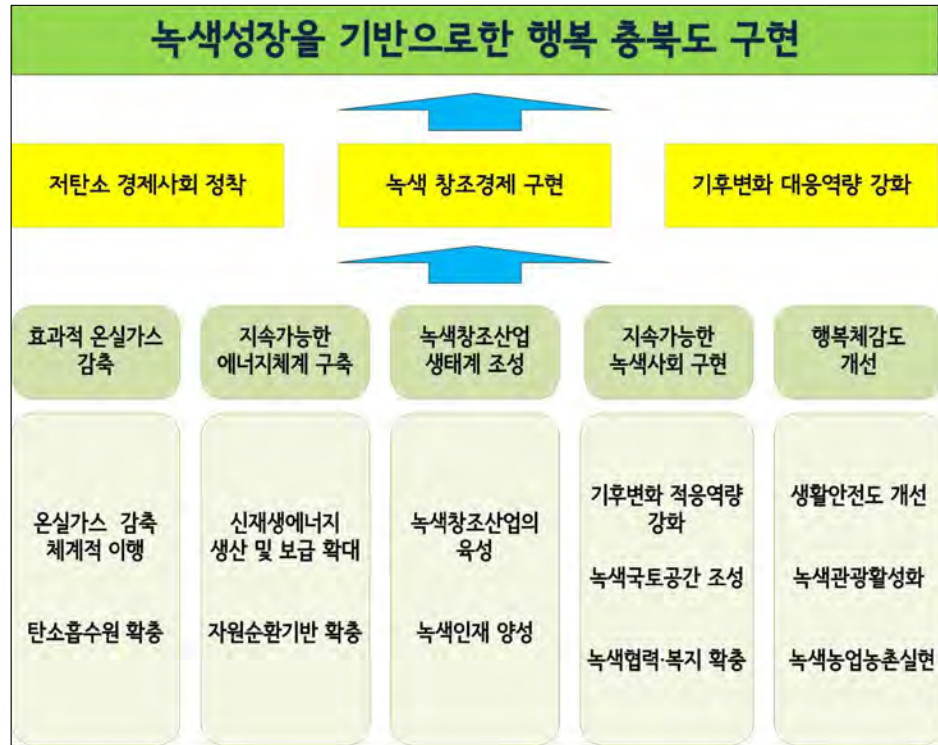 녹색성장을 기반으로한 행복 충북도 구현
저탄소 경제사회 정착
녹색 창조경제 구현
기후변화 대응역량 강화
효과적 온실가스
감축
지속가능한
에너지체계 구축
녹색창조산업
생태계 조성
지속가능한
녹색사회 구현
행복체감도
개선
온실가스 감축
체계적 이행
탄소흡수원 확충
신재생에너지
생산 및 보급 확대
자원순환기반 확충
녹색창조산업의
육성
녹색인재 양성
기후변화 적응역량
강화
녹색국토공간 조성
녹색협력·복지 확충
생활안전도 개선
녹색관광활성화
녹색농업농촌실현